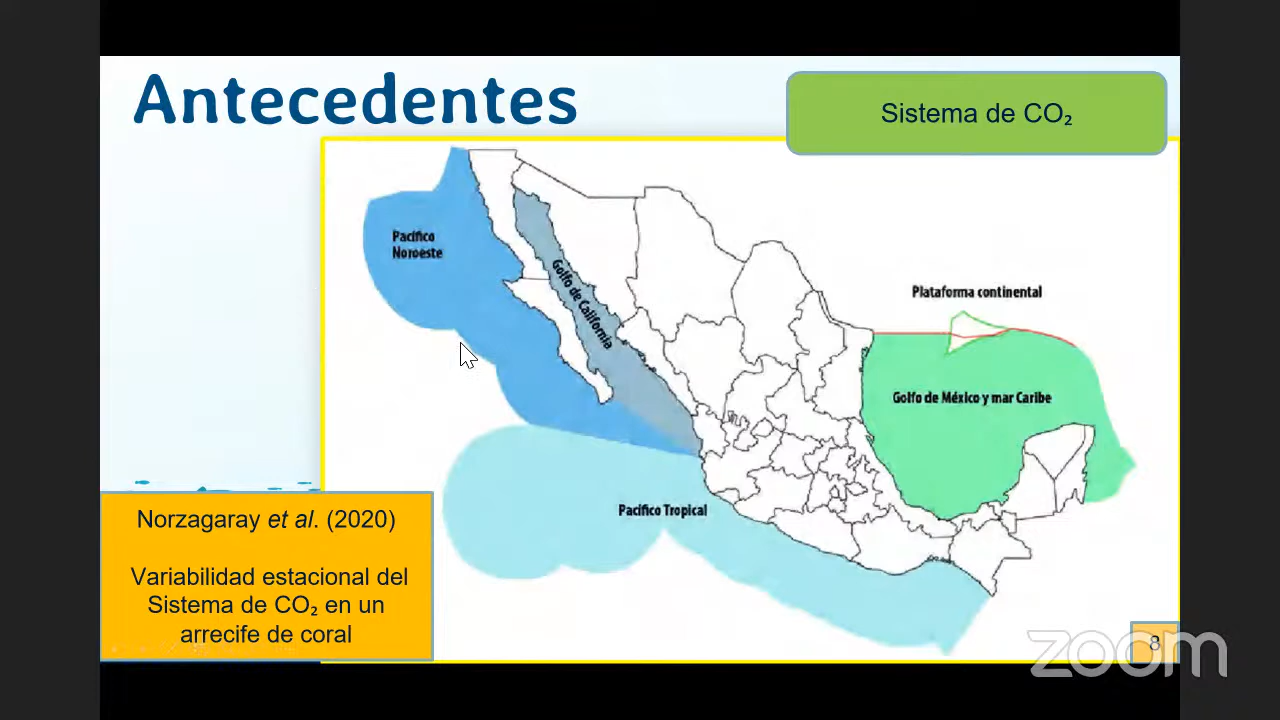 Antecedentes
Sistema de CO₂
Pacífico
Noroeste
Golfo de California
Plataforma continental
Golfo de México y mar Caribe
Pacífico Tropical
Norzagaray et al. (2020)
Variabilidad estacional del
Sistema de CO₂ en un
arrecife de coral
8
zoom